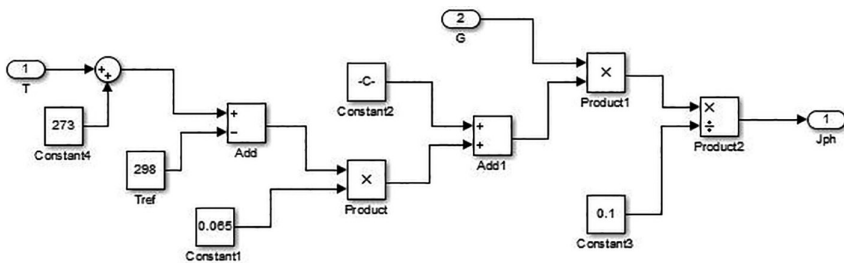 2
G
1
T
-C-
Constant2
Product1
273
Constant4
Add
Add1
Product2
1
Jph
298
Tref
Product
0.065
Constant1
0.1
Constant3